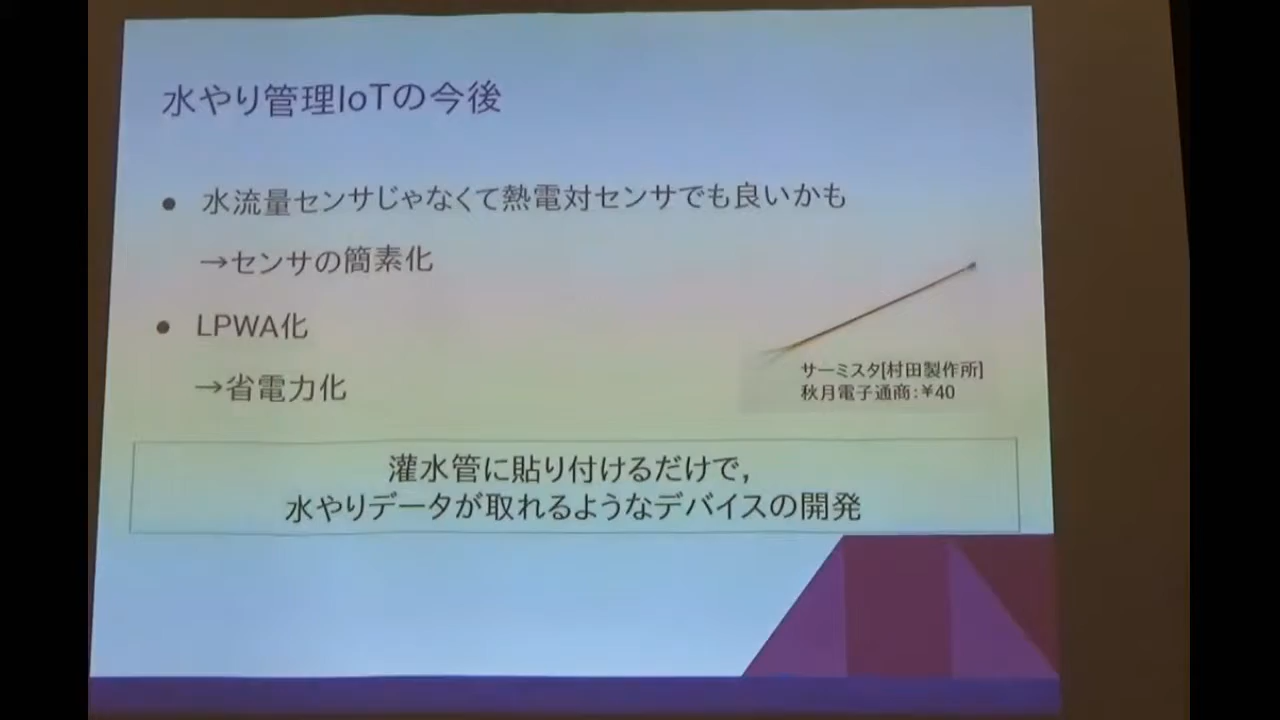 水やり管理IoTの今後
● 水流量センサじゃなくて熱電対センサでも良いかも
→センサの簡素化
● LPWA化
→省電力化
サーミスタ[村田製作所]
秋月電子通商：¥40
灌水管に貼り付けるだけで，
水やりデータが取れるようなデバイスの開発